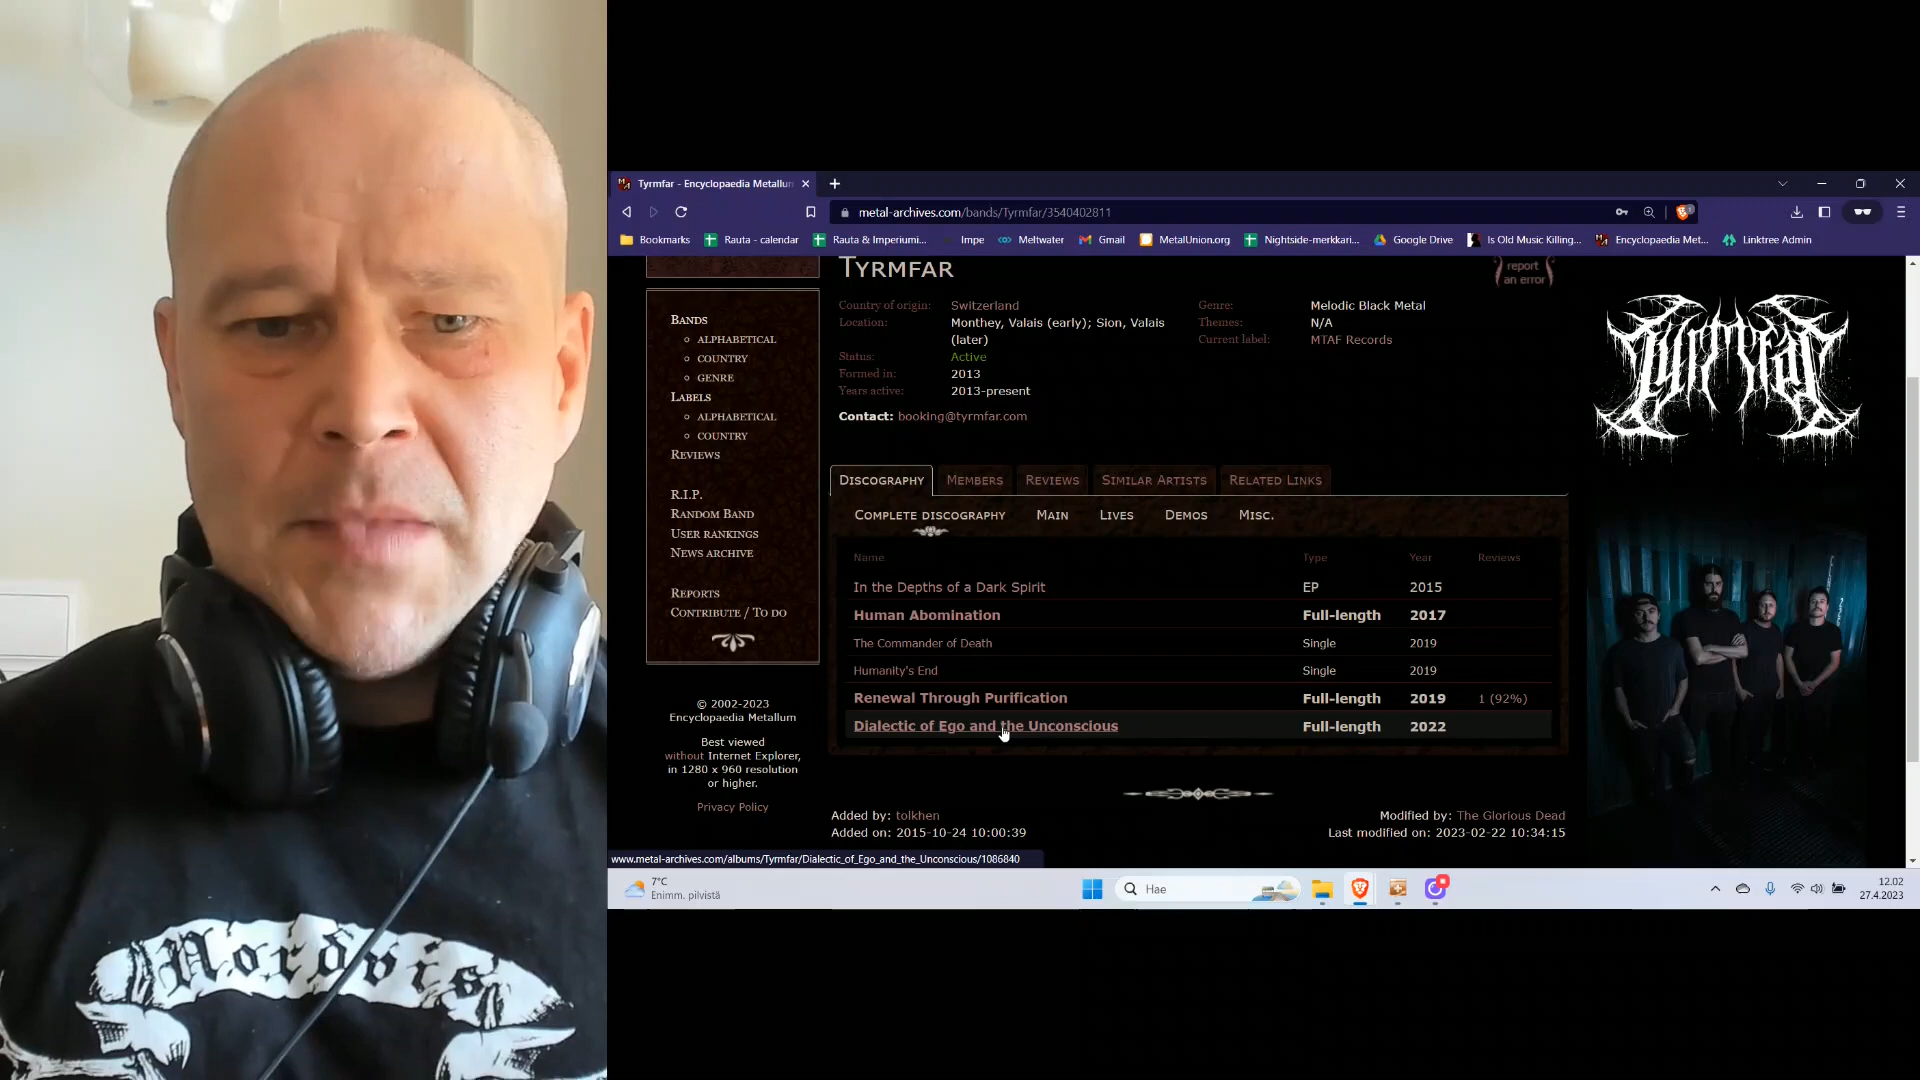 Tyrmfar - Encyclopaedia Metallum
metal-archives.com/bands/Tyrmfar/3540402811
Bookmarks
Rauta - calendar
Rauta & Imperiumi...
Impe
Meltwater
Gmail
MetalUnion.org
Nightside-merkkari...
Google Drive
Is Old Music Killing...
Encyclopaedia Met...
Linktree Admin
Tyrmfar
report
an error
Country of origin: Switzerland
Location: Monthey, Valais (early); Sion, Valais
(later)
Status: Active
Formed in: 2013
Years active: 2013-present
Contact: booking@tyrmfar.com
Genre: Melodic Black Metal
Themes: N/A
Current label: MTAF Records
Tyrmfar
Bands
alphabetical
country
genre
Labels
alphabetical
country
Reviews
R.I.P.
Random Band
User rankings
News archive
Reports
Contribute / To do
© 2002-2023
Encyclopaedia Metallum
Best viewed
without Internet Explorer,
in 1280 x 960 resolution
or higher.
Privacy Policy
Discography Members Reviews Similar Artists Related Links
Complete discography Main Lives Demos Misc.
Name Type Year Reviews
In the Depths of a Dark Spirit EP 2015
Human Abomination Full-length 2017
The Commander of Death Single 2019
Humanity's End Single 2019
Renewal Through Purification Full-length 2019 1 (92%)
Dialectic of Ego and the Unconscious Full-length 2022
Added by: tolkhen
Added on: 2015-10-24 10:00:39
Modified by: The Glorious Dead
Last modified on: 2023-02-22 10:34:15
www.metal-archives.com/albums/Tyrmfar/Dialectic_of_Ego_and_the_Unconscious/1086840
7°C
Enimm. pilvistä
Hae
12.02
27.4.2023
Nordvis